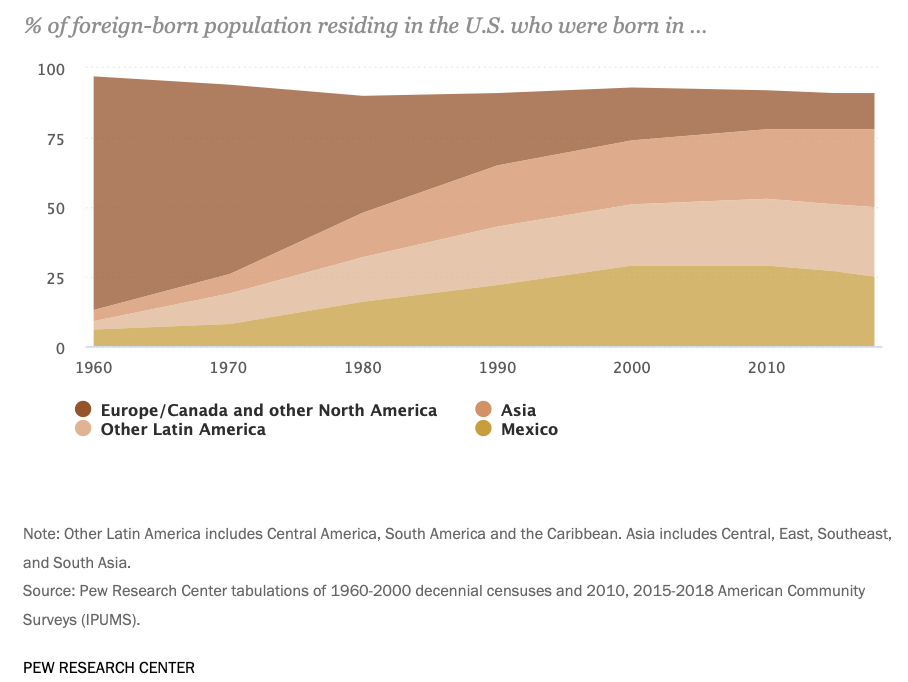 % of foreign-born population residing in the U.S. who were born in ...
100
75
50
25
0
1960 1970 1980 1990 2000 2010
Europe/Canada and other North America Asia
Other Latin America Mexico
Note: Other Latin America includes Central America, South America and the Caribbean. Asia includes Central, East, Southeast,
and South Asia.
Source: Pew Research Center tabulations of 1960-2000 decennial censuses and 2010, 2015-2018 American Community
Surveys (IPUMS).
PEW RESEARCH CENTER